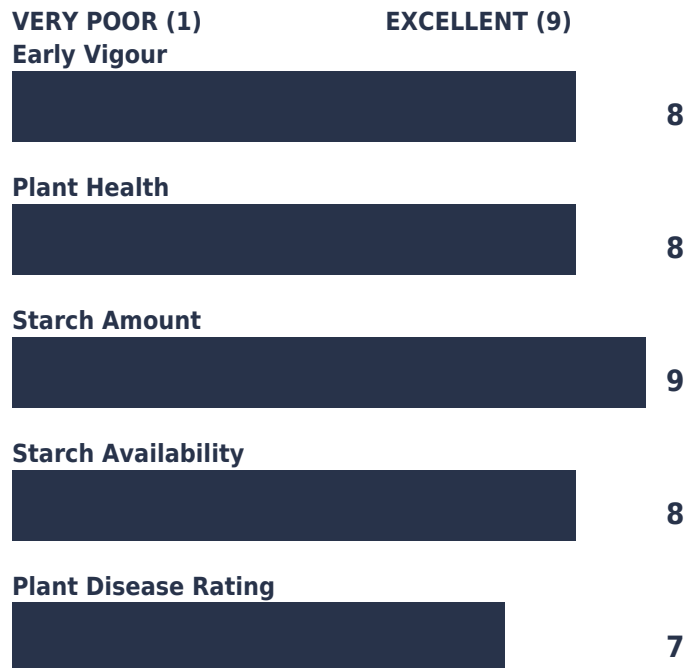 VERY POOR (1) EXCELLENT (9)
Early Vigour
8
Plant Health
8
Starch Amount
9
Starch Availability
8
Plant Disease Rating
7